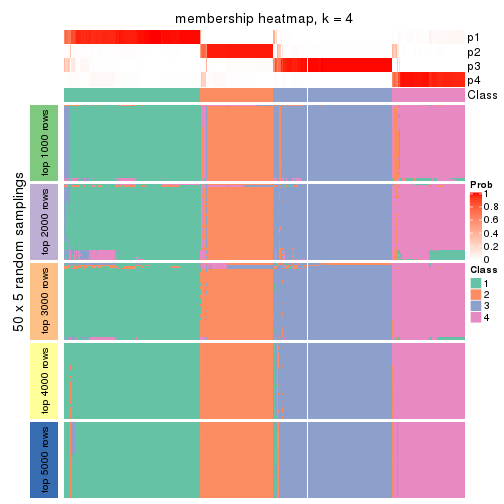 membership heatmap, k = 4
p1
p2
p3
p4
Class
50 x 5 random samplings
top 1000 rows
top 2000 rows
top 3000 rows
top 4000 rows
top 5000 rows
Prob
1
0.8
0.6
0.4
0.2
0
Class
1
2
3
4